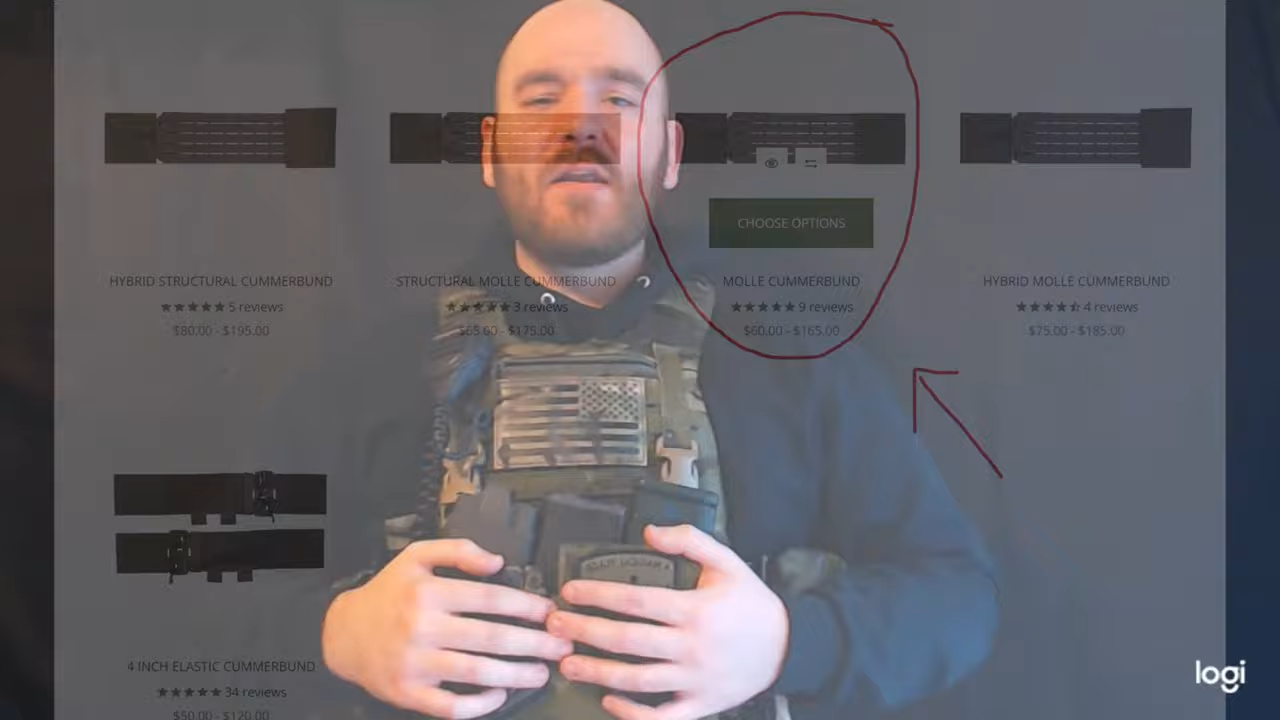 CHOOSE OPTIONS
HYBRID STRUCTURAL CUMMERBUND
STRUCTURAL MOLLE CUMMERBUND
MOLLE CUMMERBUND
HYBRID MOLLE CUMMERBUND
5 reviews
3 reviews
9 reviews
4 reviews
$80.00 - $195.00
$65.00 - $175.00
$60.00 - $165.00
$75.00 - $185.00
4 INCH ELASTIC CUMMERBUND
34 reviews
$50.00 - $120.00
logi